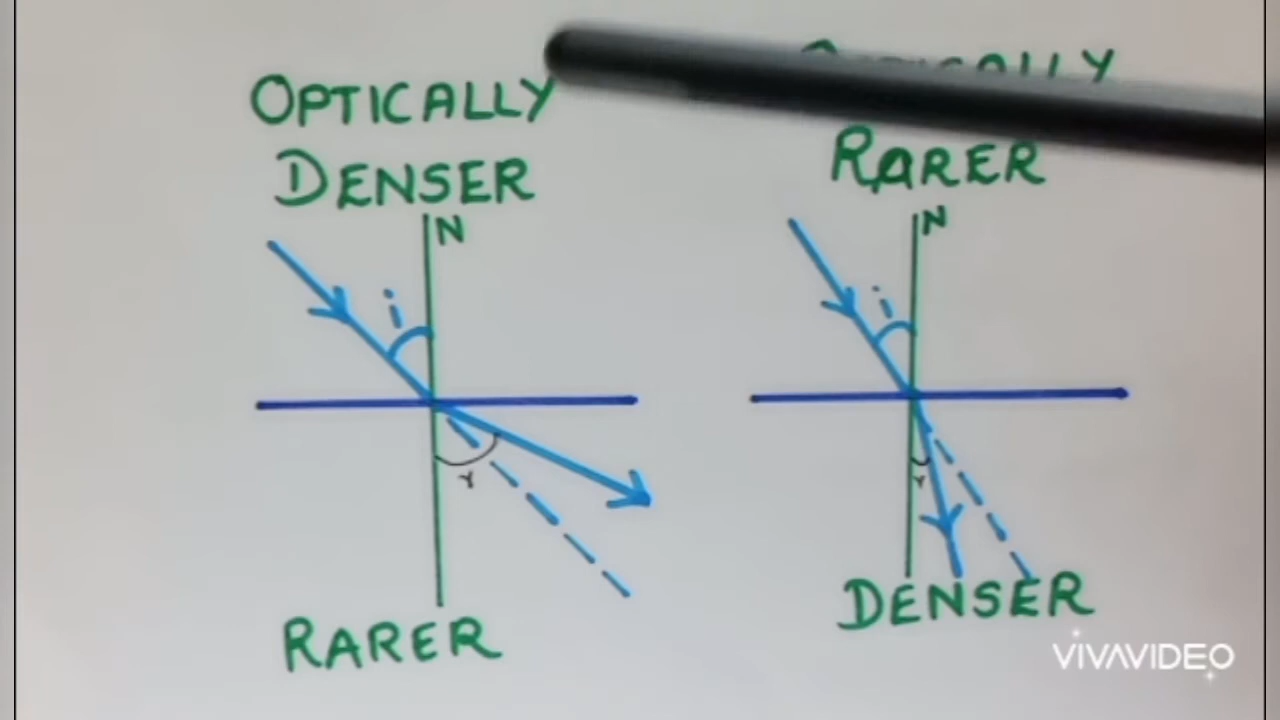 OPTICALLY
DENSER
N
i
r
RARER
RARER
N
i
r
DENSER
VIVAVIDEO